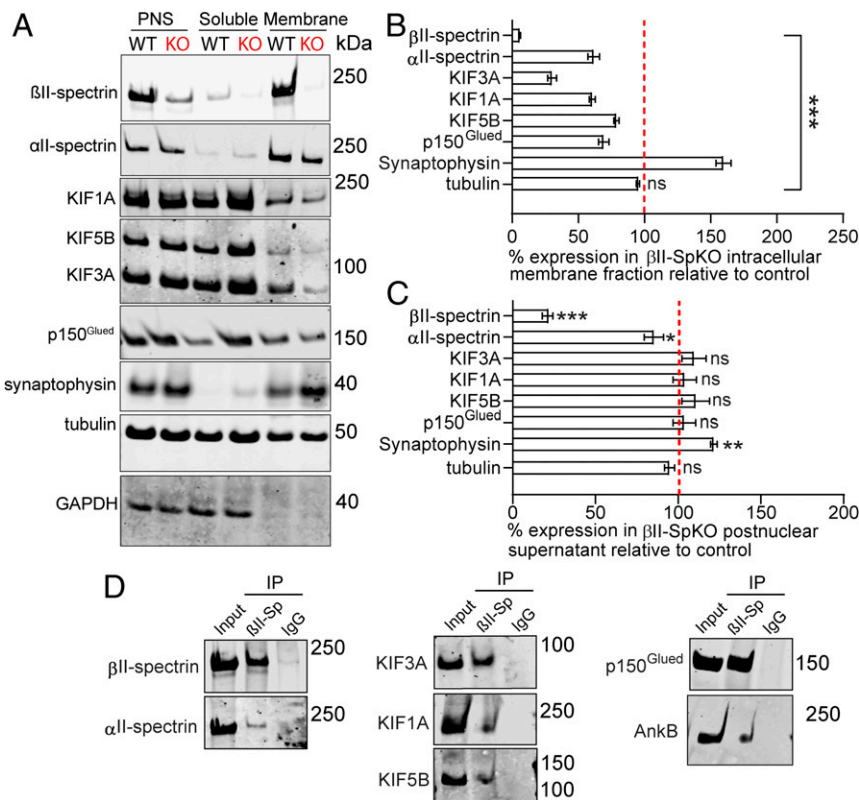 A
PNS Soluble Membrane
WT KO WT KO WT KO kDa
ßII-spectrin 250
αII-spectrin 250
KIF1A 250
KIF5B
KIF3A 100
p150Glued 150
synaptophysin 40
tubulin 50
GAPDH 40
B
βII-spectrin
αII-spectrin
KIF3A
KIF1A
KIF5B
p150Glued
Synaptophysin
tubulin ns
***
0 50 100 150 200 250
% expression in βII-SpKO intracellular
membrane fraction relative to control
C
βII-spectrin ***
αII-spectrin *
KIF3A ns
KIF1A ns
KIF5B ns
p150Glued ns
Synaptophysin **
tubulin ns
0 50 100 150 200
% expression in βII-SpKO postnuclear
supernatant relative to control
D
IP
Input ßII-Sp IgG
βII-spectrin 250
αII-spectrin 250
IP
Input ßII-Sp IgG
KIF3A 100
KIF1A 250
KIF5B 150
100
IP
Input ßII-Sp IgG
p150Glued 150
AnkB 250